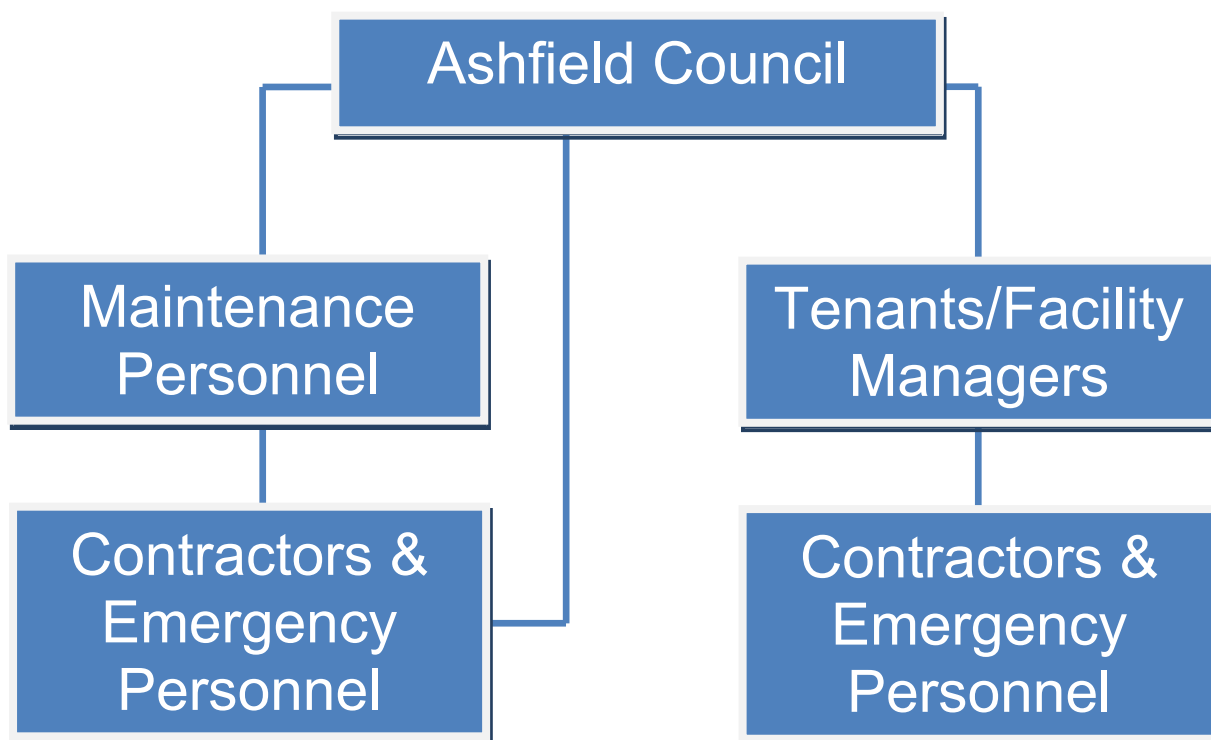 Ashfield Council
Maintenance
Personnel
Tenants/Facility
Managers
Contractors &
Emergency
Personnel
Contractors &
Emergency
Personnel